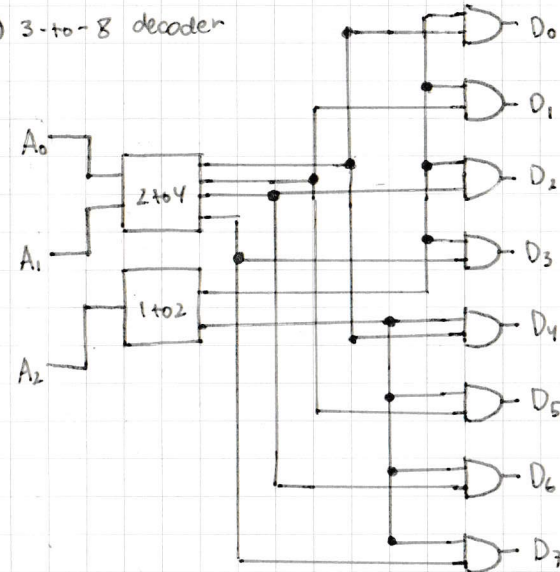 ) 3-to-8 decoder
D₀
D₁
A₀
2to4
D₂
A₁
D₃
1to2
D₄
A₂
D₅
D₆
D₇